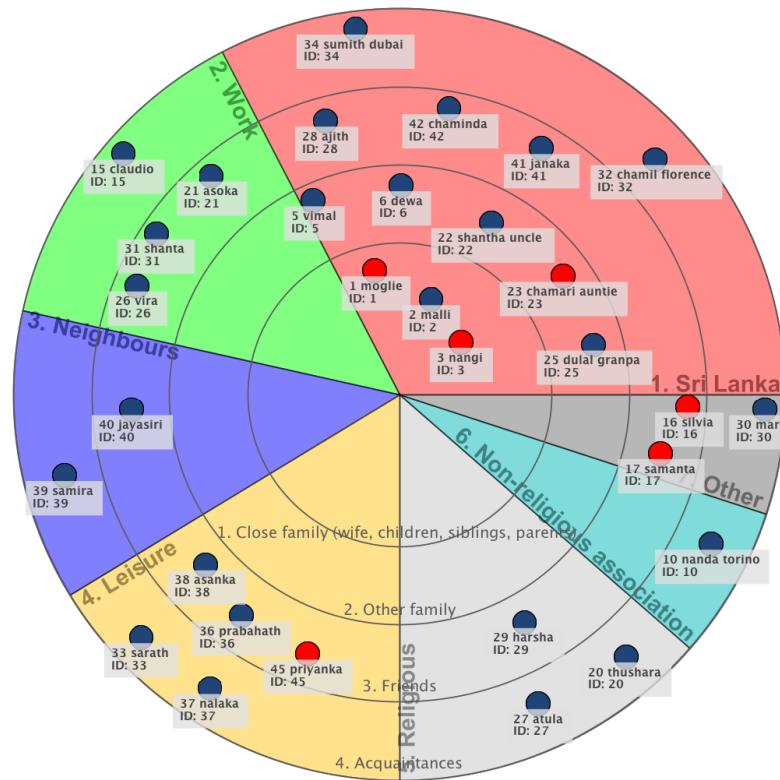 34 sumith dubai
ID: 34
2. Work
42 chaminda
ID: 42
28 ajith
ID: 28
41 janaka
ID: 41
32 chamil florence
ID: 32
15 claudio
ID: 15
21 asoka
ID: 21
6 dewa
ID: 6
5 vimal
ID: 5
22 shantha uncle
ID: 22
31 shanta
ID: 31
1 moglie
ID: 1
23 chamari auntie
ID: 23
26 vira
ID: 26
2 malli
ID: 2
3. Neighbours
3 nangi
ID: 3
25 dulal granpa
ID: 25
1. Sri Lanka
40 jayasiri
ID: 40
16 silvia
ID: 16
30 mar
ID: 30
17 samanta
ID: 17
7. Other
6. Non-religious association
39 samira
ID: 39
1. Close family (wife, children, siblings, parents
10 nanda torino
ID: 10
4. Leisure
38 asanka
ID: 38
2. Other family
36 prabahath
ID: 36
29 harsha
ID: 29
33 sarath
ID: 33
45 priyanka
ID: 45
20 thushara
ID: 20
3. Friends
37 nalaka
ID: 37
5. Religious
27 atula
ID: 27
4. Acquaintances